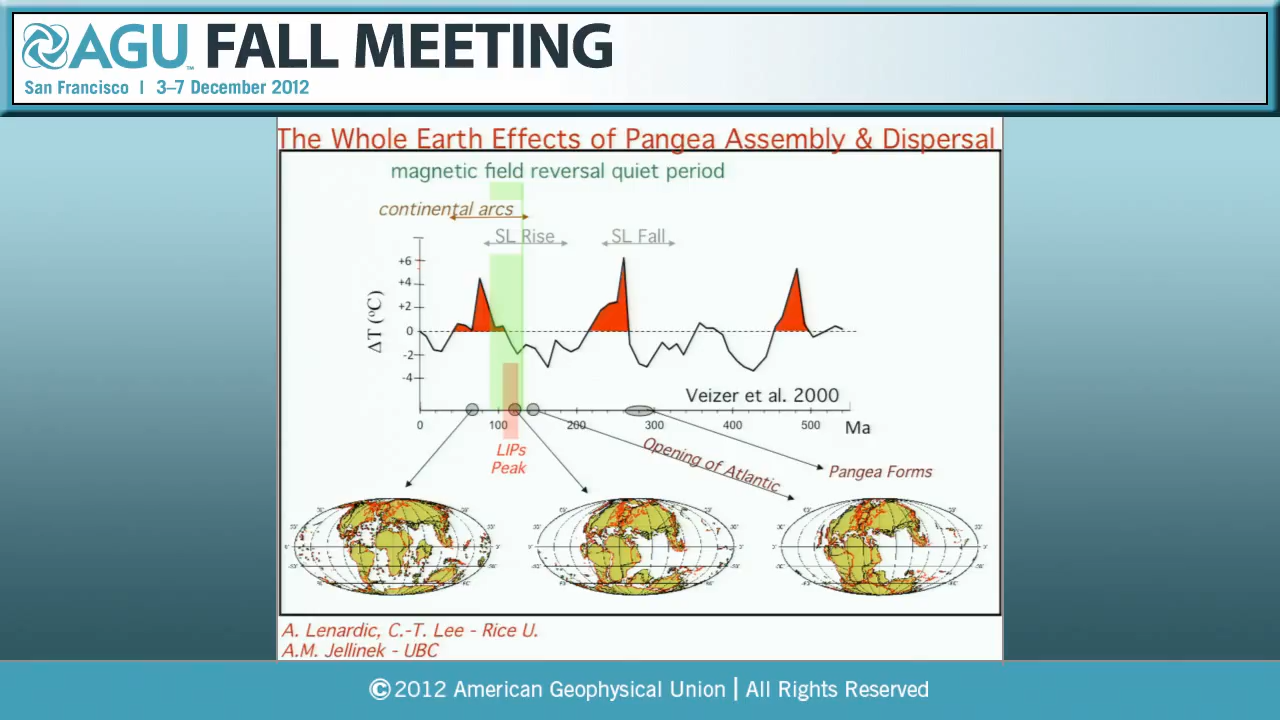 AGU FALL MEETING
San Francisco | 3–7 December 2012
The Whole Earth Effects of Pangea Assembly & Dispersal
magnetic field reversal quiet period
continental arcs
SL Rise
SL Fall
+6
+4
+2
0
-2
-4
ΔT (°C)
Veizer et al. 2000
0
100
200
300
400
500
Ma
LIPs
Peak
Opening of Atlantic
Pangea Forms
A. Lenardic, C.-T. Lee - Rice U.
A.M. Jellinek - UBC
©2012 American Geophysical Union | All Rights Reserved